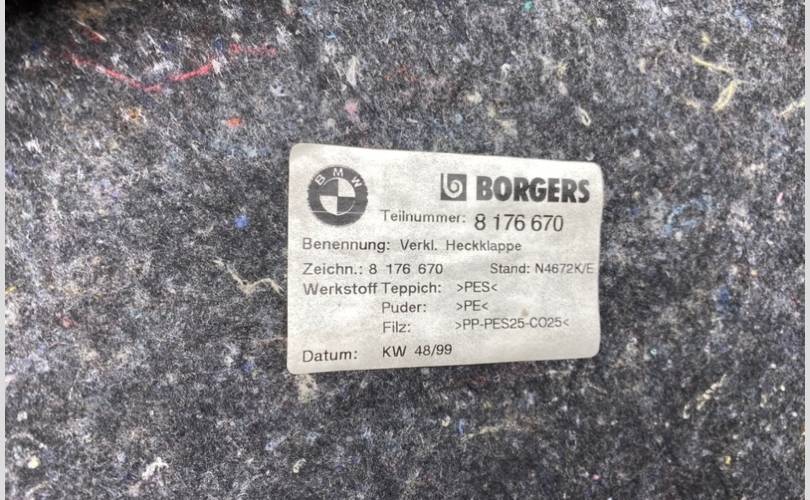 BMW
BORGERS
Teilnummer: 8 176 670
Benennung: Verkl. Heckklappe
Zeichn.: 8 176 670 Stand: N4672K/E
Werkstoff Teppich: >PES<
Puder: >PE<
Filz: >PP-PES25-CO25<
Datum: KW 48/99